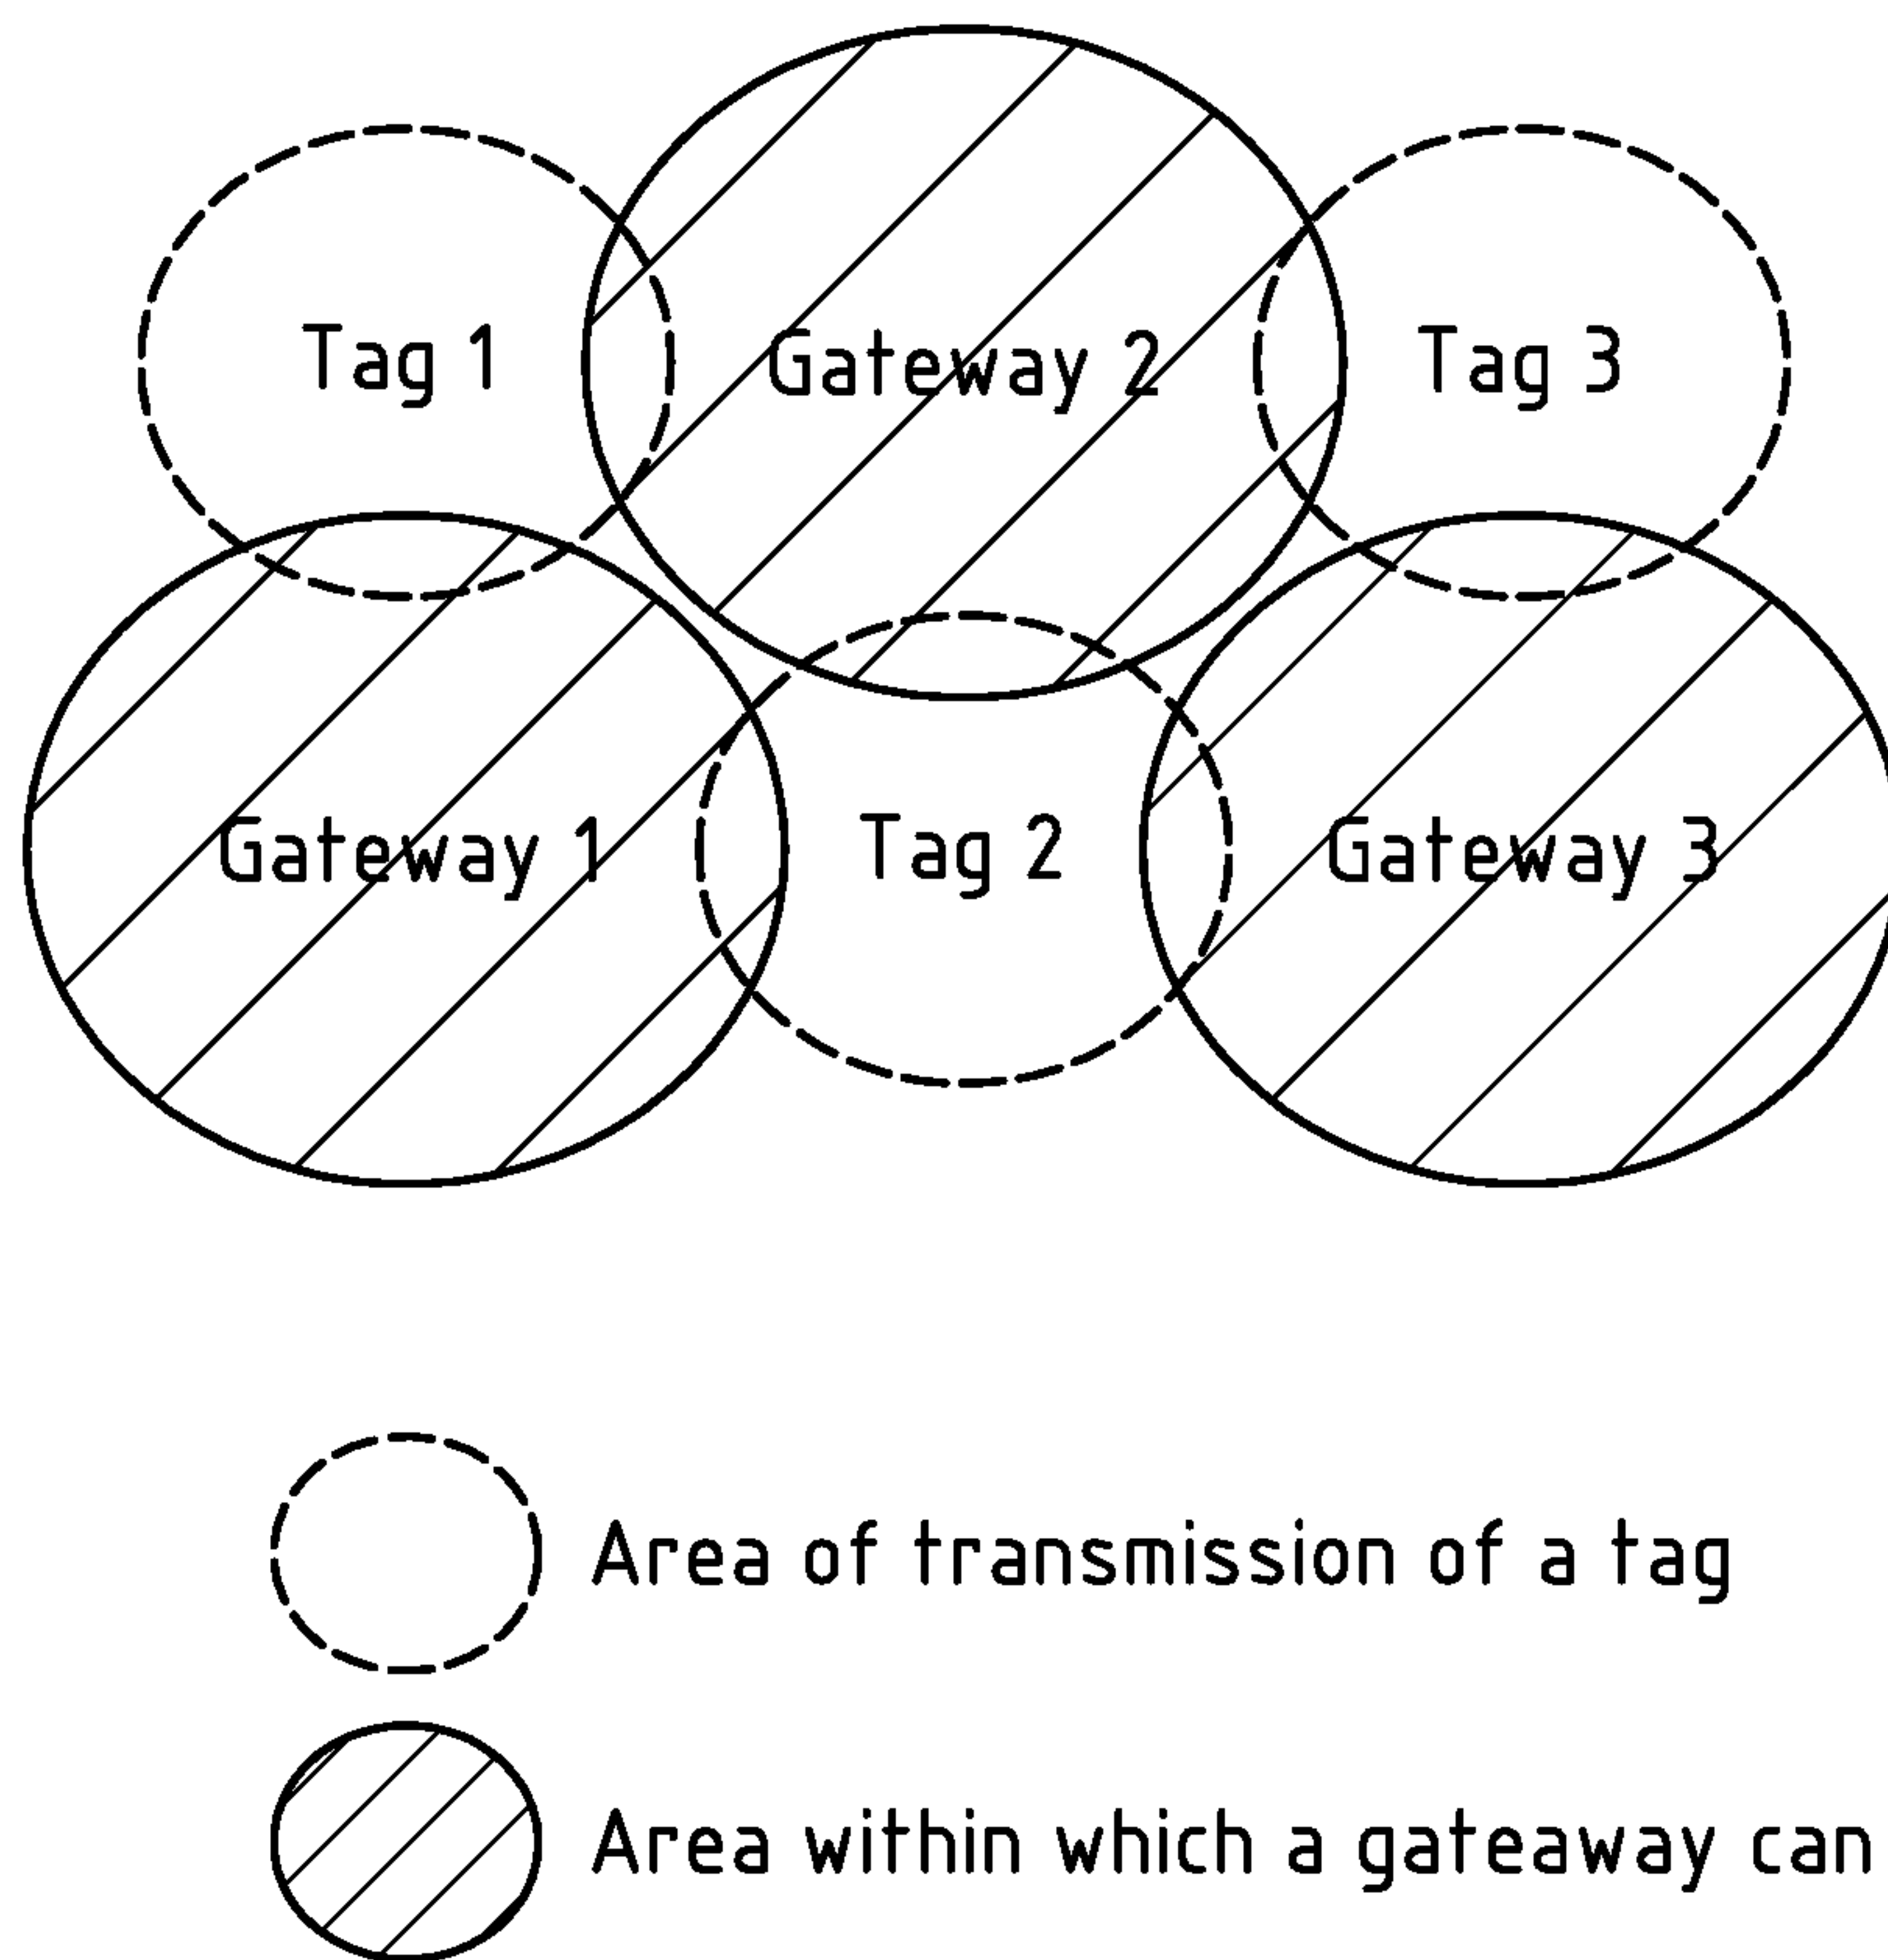 Tag 1
Gateway 2
Tag 3
Gateway 1
Tag 2
Gateway 3
Area of transmission of a tag
Area within which a gateaway can